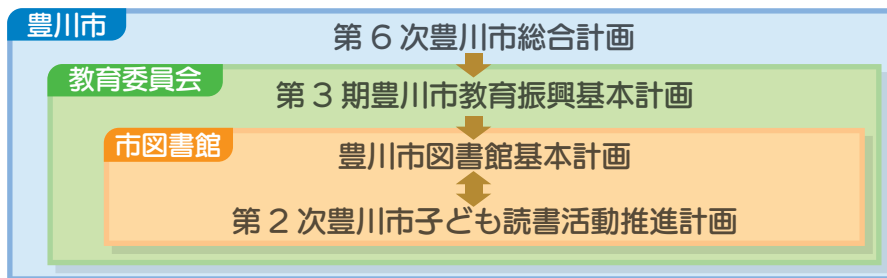 豊川市
第6次豊川市総合計画
教育委員会
第3期豊川市教育振興基本計画
市図書館
豊川市図書館基本計画
第2次豊川市子ども読書活動推進計画